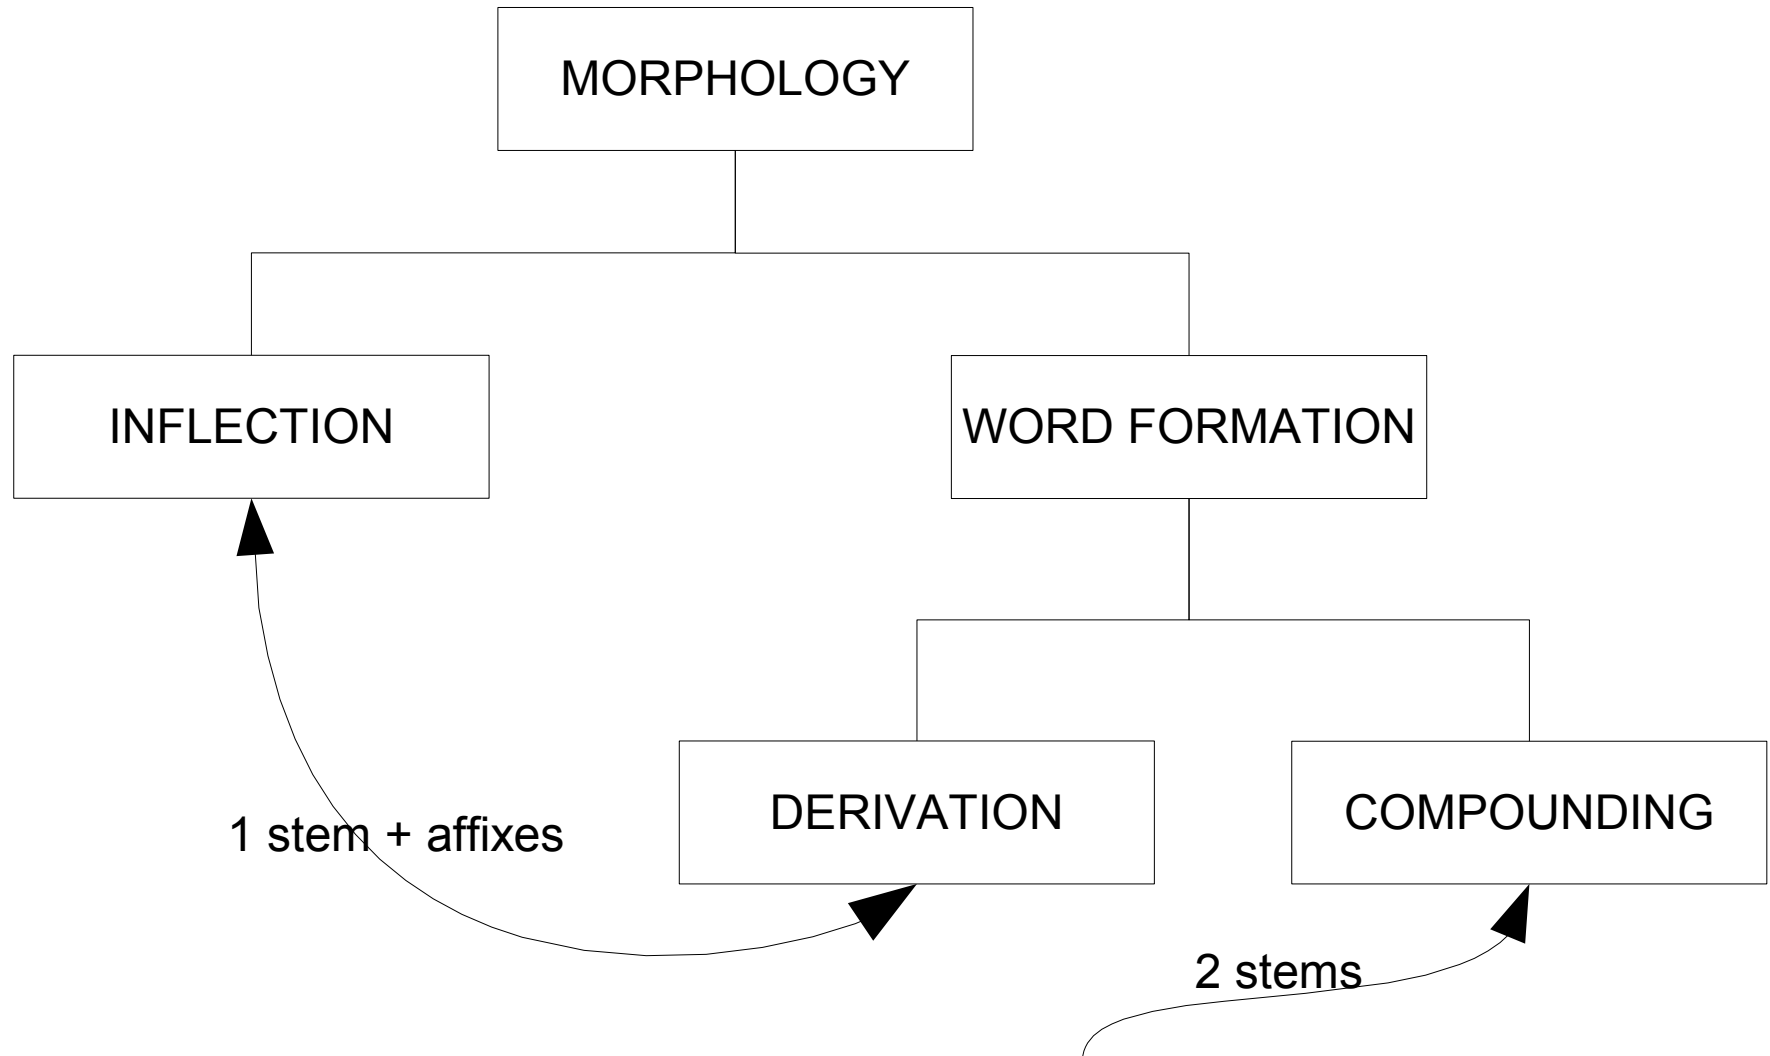 MORPHOLOGY
INFLECTION
WORD FORMATION
DERIVATION
COMPOUNDING
1 stem + affixes
2 stems